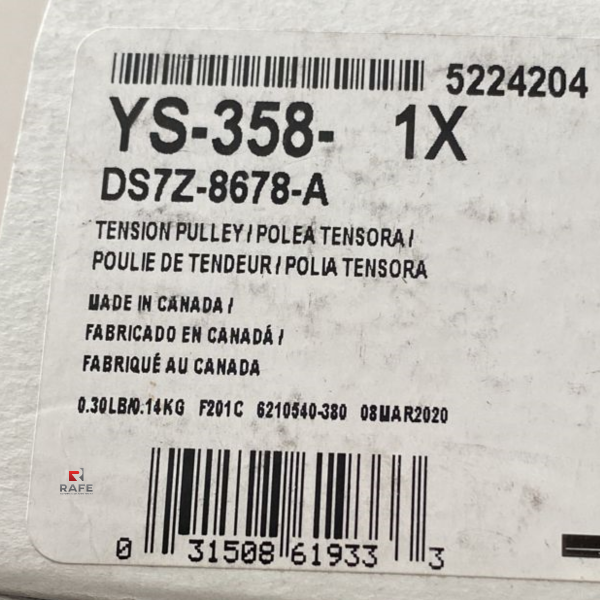 5224204
YS-358- 1X
DS7Z-8678-A
TENSION PULLEY / POLEA TENSORA /
POULIE DE TENDEUR / POLIA TENSORA
MADE IN CANADA /
FABRICADO EN CANADÁ /
FABRIQUÉ AU CANADA
0.30LB/0.14KG F201C 6210540-380 08MAR2020
RAFE
0 31508 61933 3